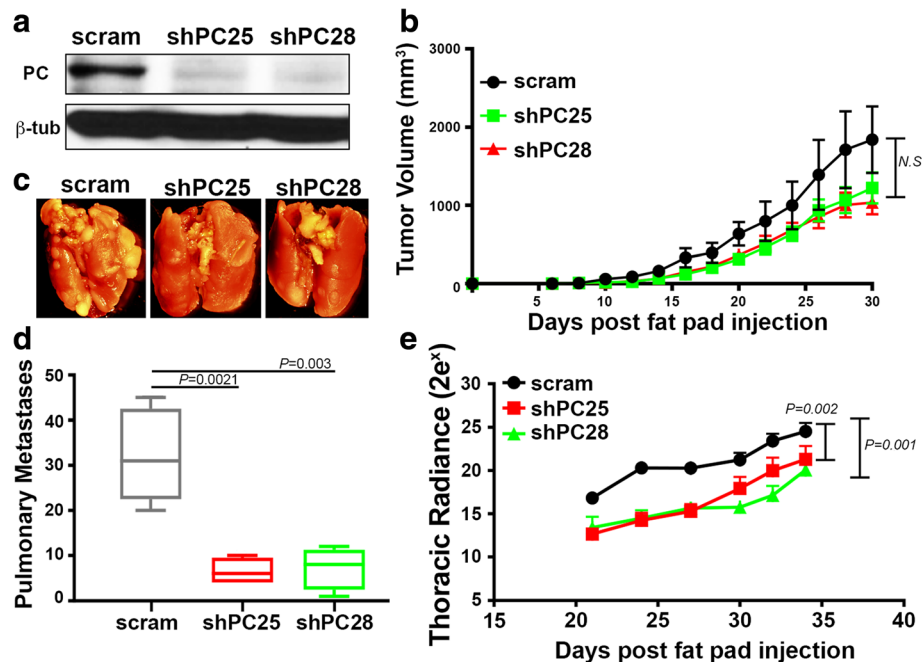 a
scram shPC25 shPC28
PC
β-tub
b
Tumor Volume (mm³)
3000
2000
1000
0
scram
shPC25
shPC28
N.S
5 10 15 20 25 30
Days post fat pad injection
c
scram shPC25 shPC28
d
Pulmonary Metastases
50
40
30
20
10
0
P=0.003
P=0.0021
scram shPC25 shPC28
e
Thoracic Radiance (2eˣ)
30
25
20
15
10
5
0
scram
shPC25
shPC28
P=0.002
P=0.001
15 20 25 30 35 40
Days post fat pad injection